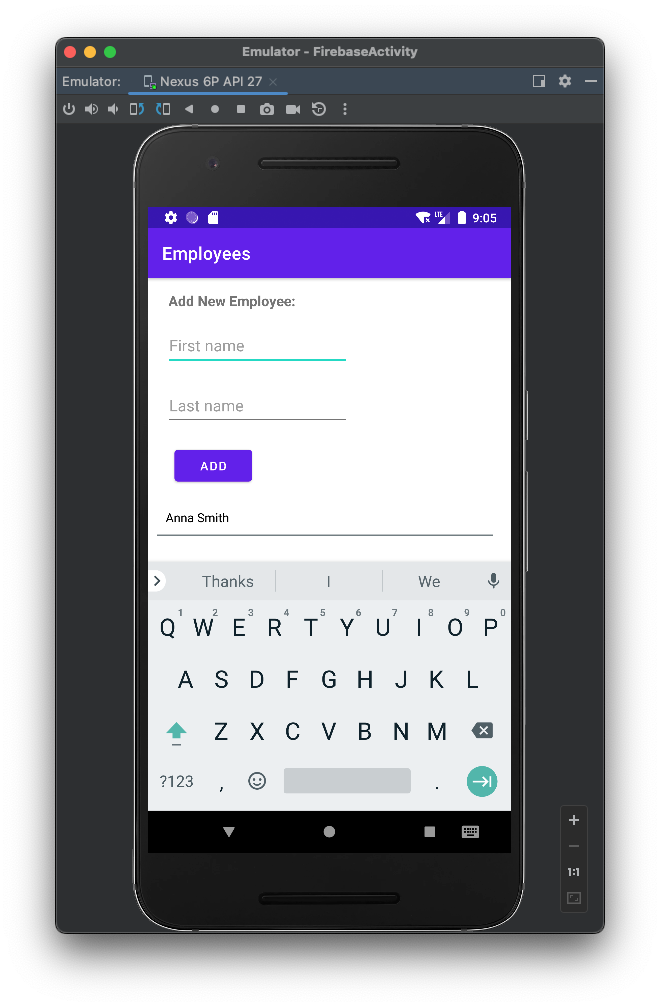 Emulator - FirebaseActivity
Emulator: Nexus 6P API 27
LTE 9:05
Employees
Add New Employee:
First name
Last name
ADD
Anna Smith
Thanks I We
1 2 3 4 5 6 7 8 9 0
Q W E R T Y U I O P
A S D F G H J K L
Z X C V B N M
?123 , .
1:1